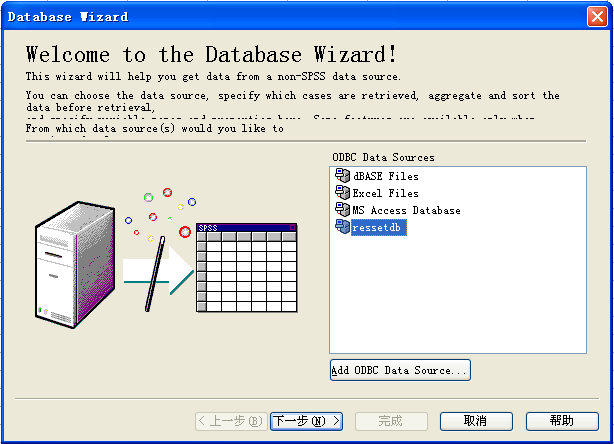 Database Wizard
Welcome to the Database Wizard!
This wizard will help you get data from a non-SPSS data source.
You can choose the data source, specify which cases are retrieved, aggregate and sort the
data before retrieval,
From which data source(s) would you like to
ODBC Data Sources
dBASE Files
Excel Files
MS Access Database
ressetdb
SPSS
Add ODBC Data Source...
< 上一步(B)
下一步(N) >
完成
取消
帮助